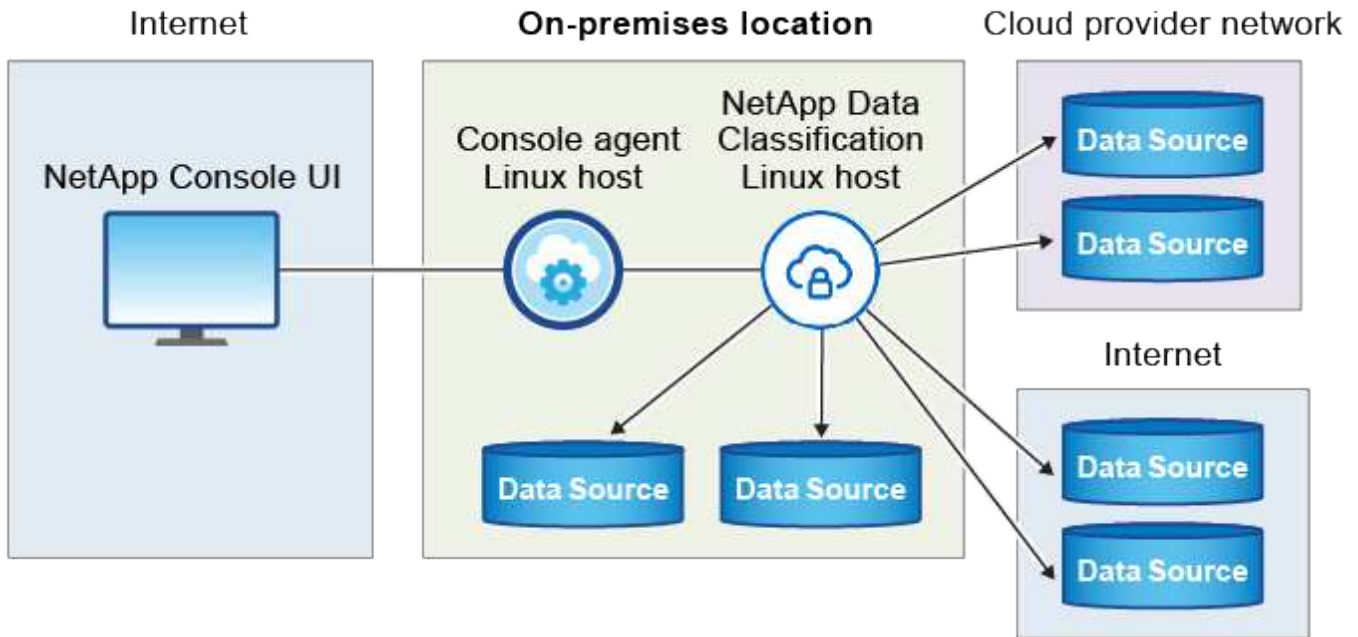 Internet
On-premises location
Cloud provider network
NetApp Console UI
Console agent
Linux host
NetApp Data
Classification
Linux host
Data Source
Data Source
Data Source
Data Source
Internet
Data Source
Data Source